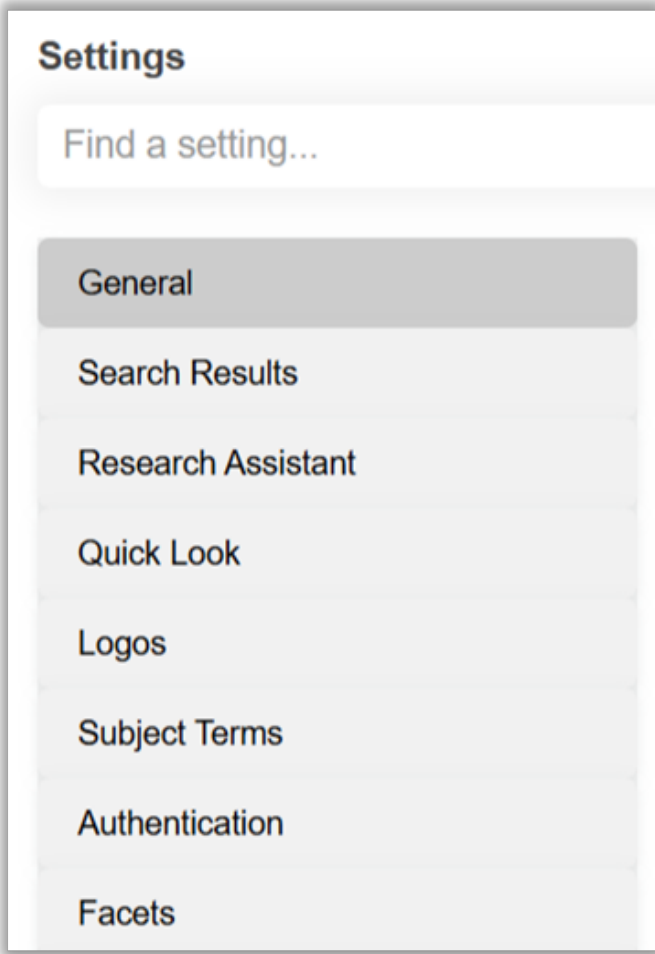 Settings
Find a setting...
General
Search Results
Research Assistant
Quick Look
Logos
Subject Terms
Authentication
Facets